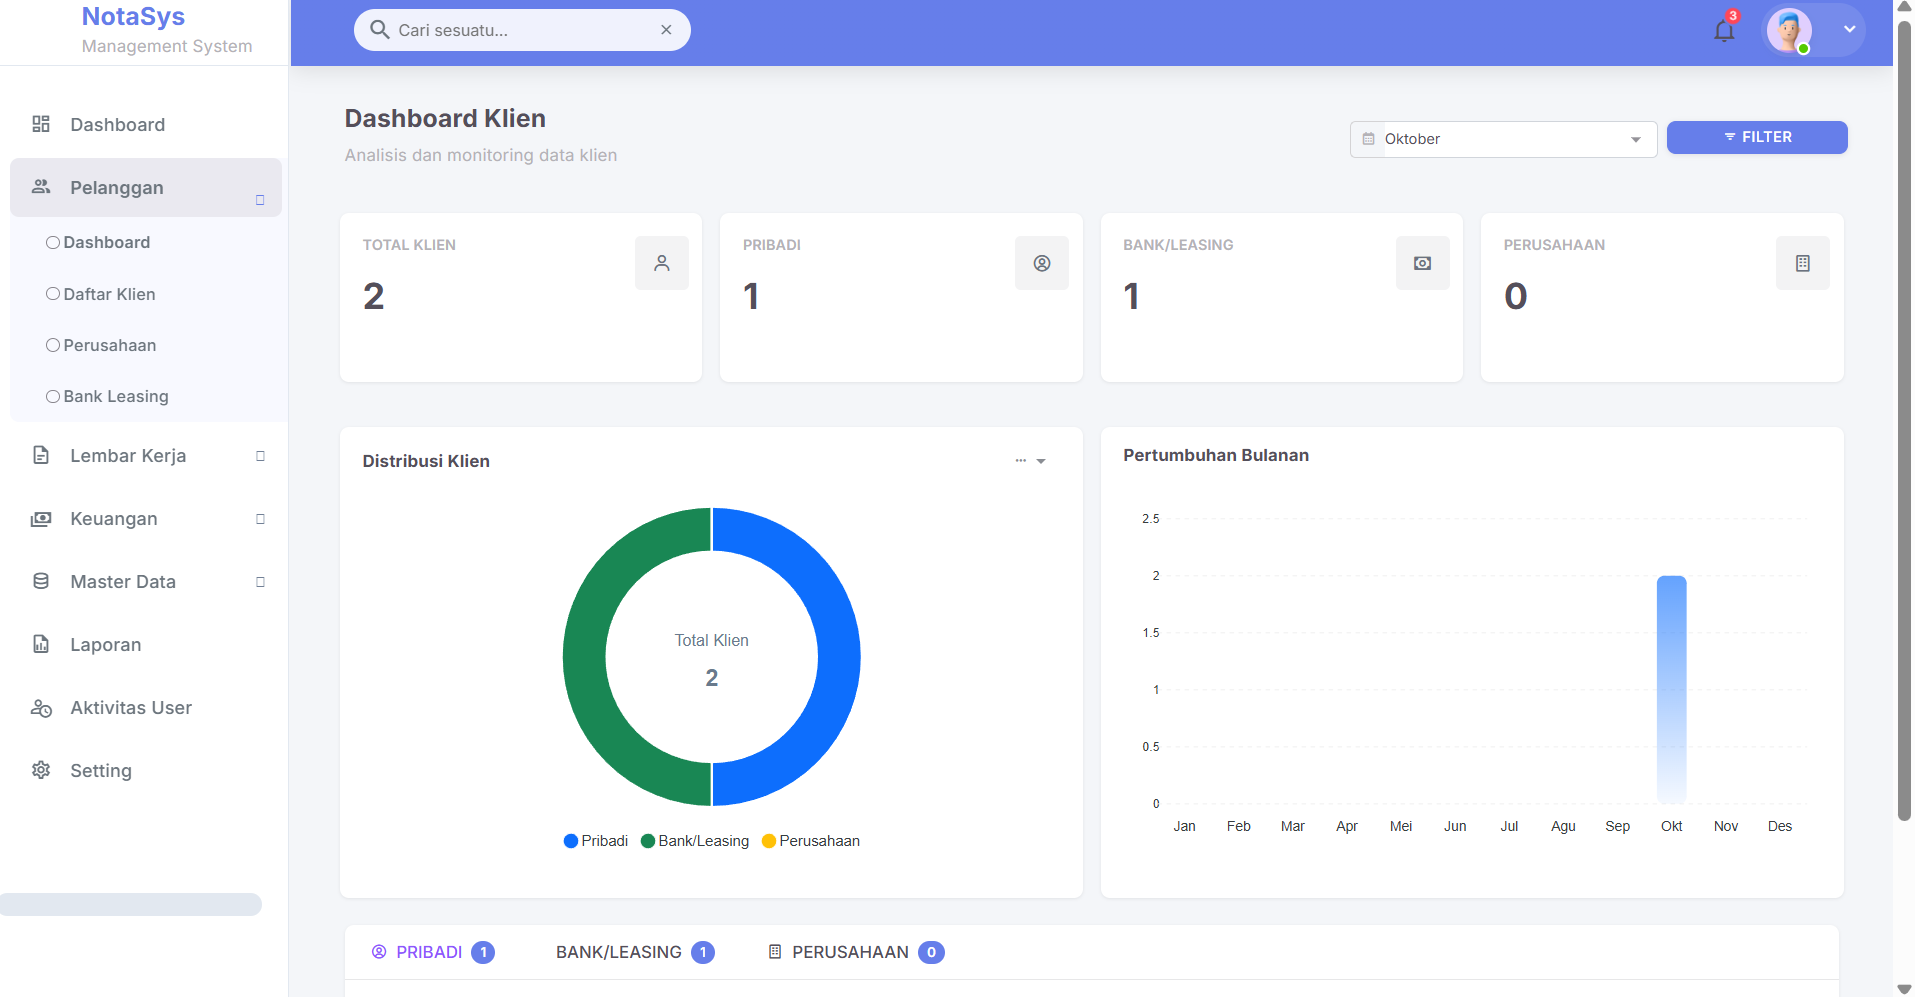 NotaSys
Management System
Cari sesuatu...
3
Dashboard
Pelanggan
Dashboard
Daftar Klien
Perusahaan
Bank Leasing
Lembar Kerja
Keuangan
Master Data
Laporan
Aktivitas User
Setting
Dashboard Klien
Analisis dan monitoring data klien
Oktober
FILTER
TOTAL KLIEN
2
PRIBADI
1
BANK/LEASING
1
PERUSAHAAN
0
Distribusi Klien
...
Total Klien
2
Pribadi Bank/Leasing Perusahaan
Pertumbuhan Bulanan
2.5
2
1.5
1
0.5
0
Jan Feb Mar Apr Mei Jun Jul Agu Sep Okt Nov Des
PRIBADI 1 BANK/LEASING 1 PERUSAHAAN 0